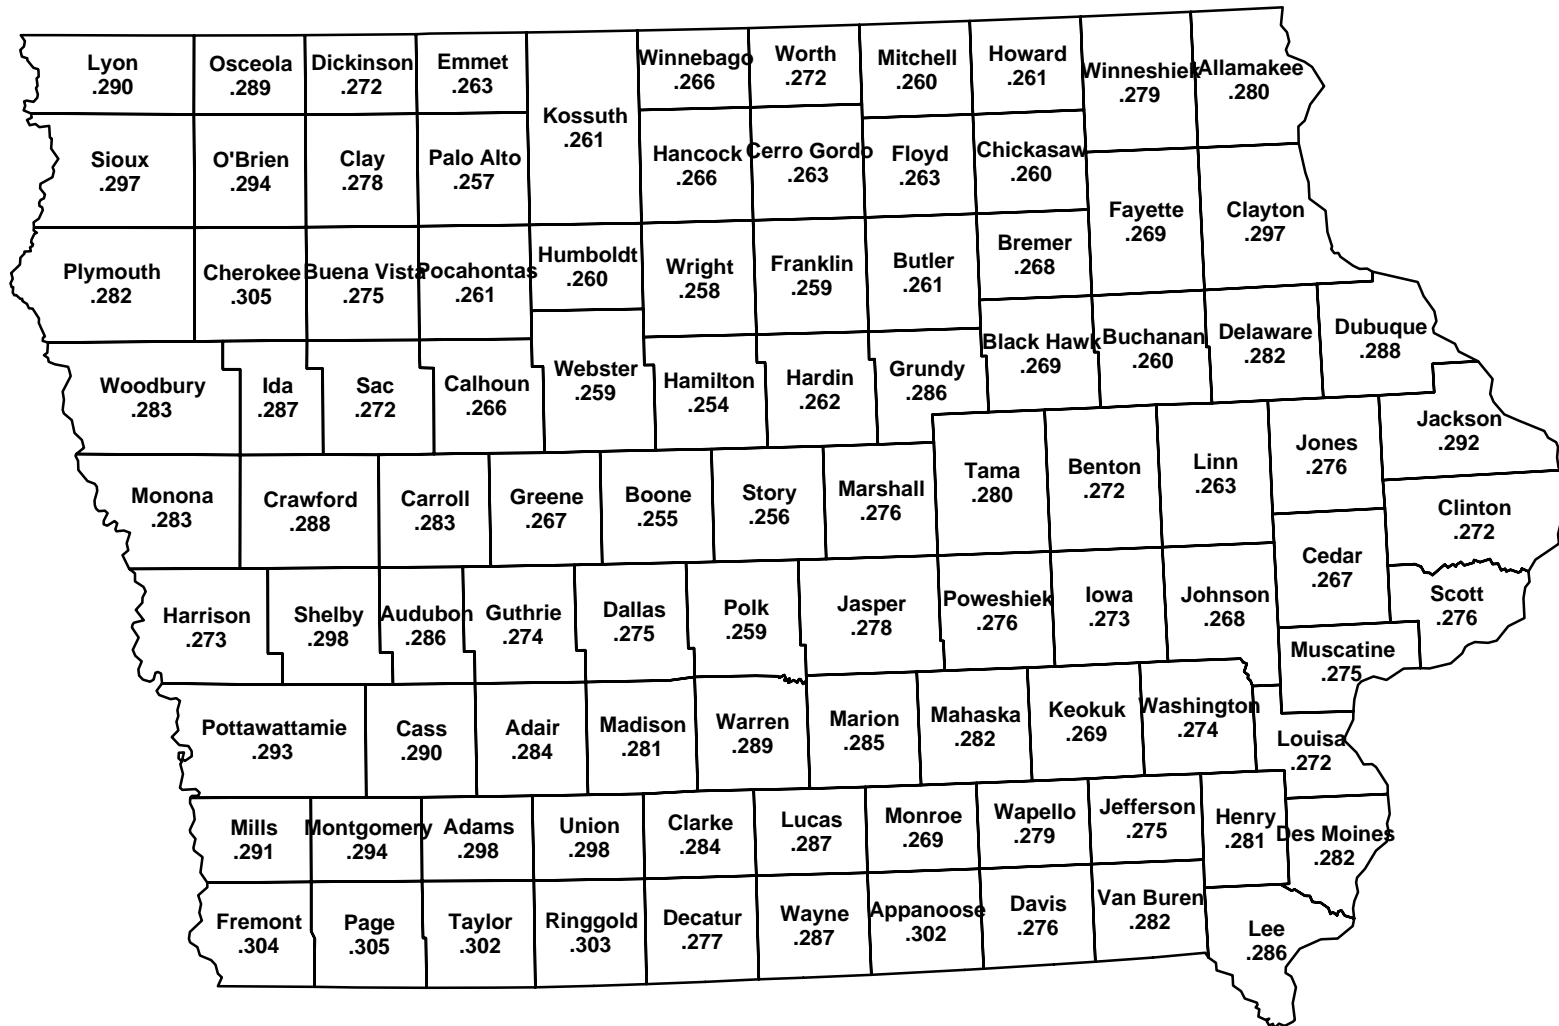 Lyon
.290
Osceola
.289
Dickinson
.272
Emmet
.263
Kossuth
.261
Winnebago
.266
Worth
.272
Mitchell
.260
Howard
.261
Winneshiek
.279
Allamakee
.280
Sioux
.297
O'Brien
.294
Clay
.278
Palo Alto
.257
Hancock
.266
Cerro Gordo
.263
Floyd
.263
Chickasaw
.260
Fayette
.269
Clayton
.297
Plymouth
.282
Cherokee
.305
Buena Vista
.275
Pocahontas
.261
Humboldt
.260
Wright
.258
Franklin
.259
Butler
.261
Bremer
.268
Woodbury
.283
Ida
.287
Sac
.272
Calhoun
.266
Webster
.259
Hamilton
.254
Hardin
.262
Grundy
.286
Black Hawk
.269
Buchanan
.260
Delaware
.282
Dubuque
.288
Monona
.283
Crawford
.288
Carroll
.283
Greene
.267
Boone
.255
Story
.256
Marshall
.276
Tama
.280
Benton
.272
Linn
.263
Jones
.276
Jackson
.292
Clinton
.272
Cedar
.267
Scott
.276
Harrison
.273
Shelby
.298
Audubon
.286
Guthrie
.274
Dallas
.275
Polk
.259
Jasper
.278
Poweshiek
.276
Iowa
.273
Johnson
.268
Muscatine
.275
Pottawattamie
.293
Cass
.290
Adair
.284
Madison
.281
Warren
.289
Marion
.285
Mahaska
.282
Keokuk
.269
Washington
.274
Louisa
.272
Mills
.291
Montgomery
.294
Adams
.298
Union
.298
Clarke
.284
Lucas
.287
Monroe
.269
Wapello
.279
Jefferson
.275
Henry
.281
Des Moines
.282
Fremont
.304
Page
.305
Taylor
.302
Ringgold
.303
Decatur
.277
Wayne
.287
Appanoose
.302
Davis
.276
Van Buren
.282
Lee
.286